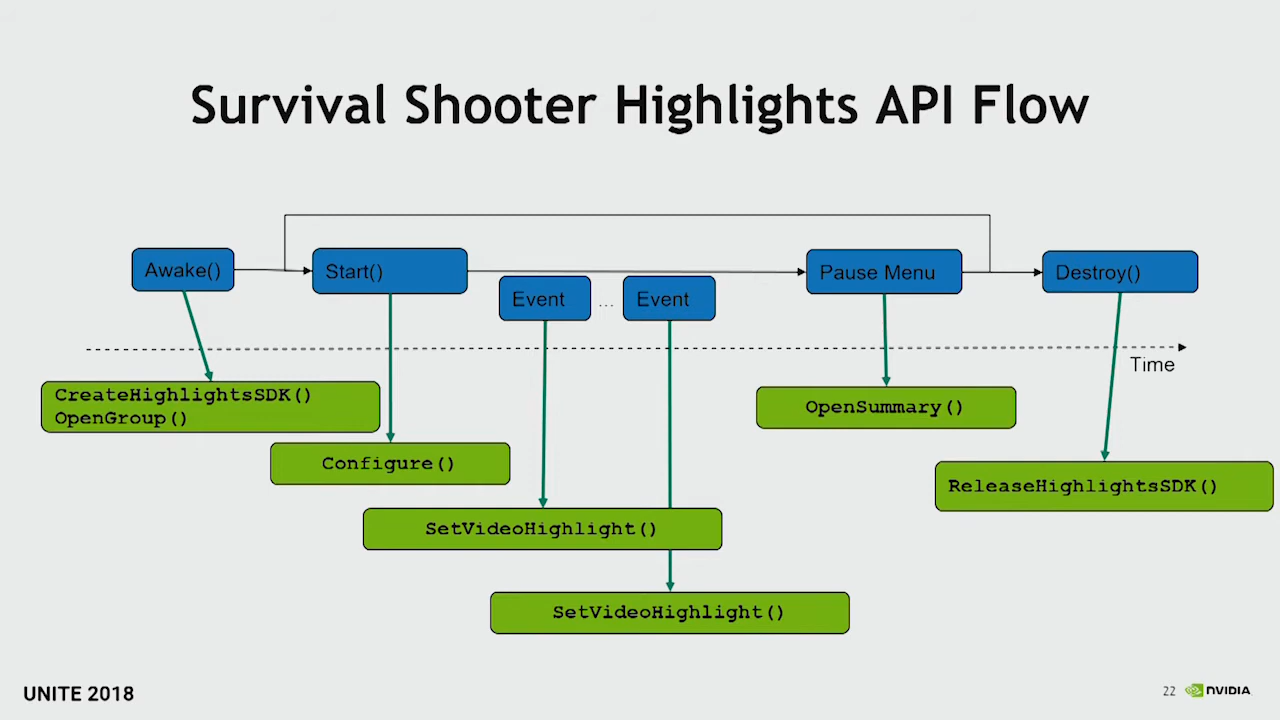 Survival Shooter Highlights API Flow
Awake()
Start()
Event
...
Event
Pause Menu
Destroy()
Time
CreateHighlightsSDK()
OpenGroup()
OpenSummary()
Configure()
ReleaseHighlightsSDK()
SetVideoHighlight()
SetVideoHighlight()
UNITE 2018
22
NVIDIA